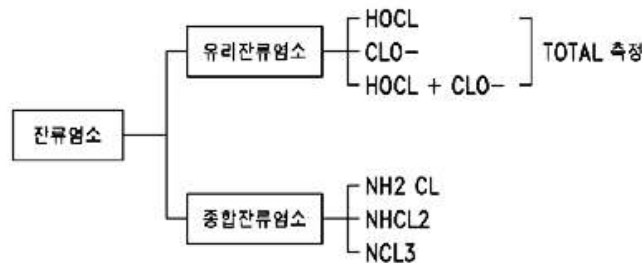 HOCL
유리잔류염소
CLO-
TOTAL 측정
HOCL + CLO-
잔류염소
NH2 CL
종합잔류염소
NHCL2
NCL3